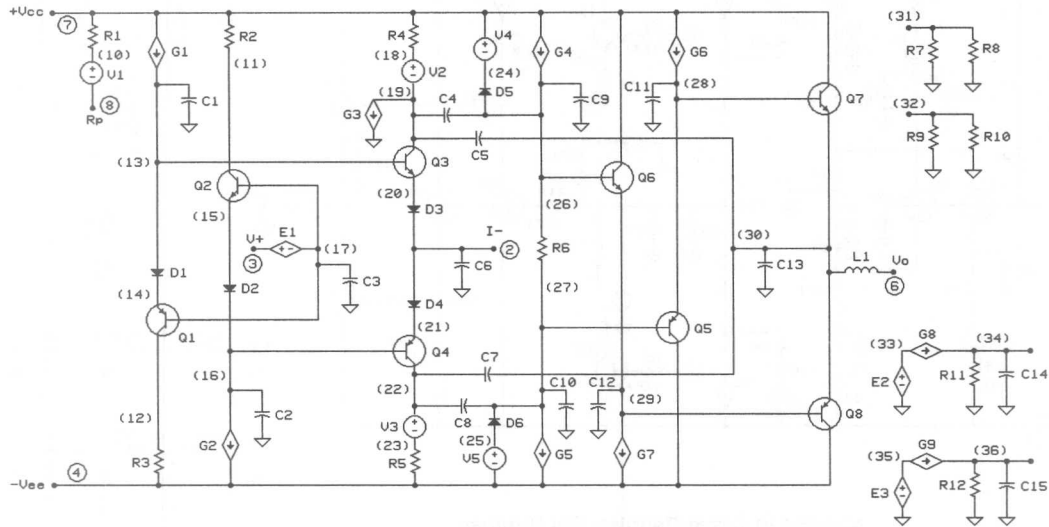 +Vcc
7
R1
(10)
V1
8
Rp
G1
C1
R2
(11)
R4
(18)
V2
(19)
G3
V4
(24)
D5
C4
C5
G4
C9
G6
C11
(28)
Q7
(31)
R7
R8
(32)
R9
R10
(13)
Q2
(15)
Q3
(20)
D3
Q6
(26)
V+
3
E1
(17)
C3
I-
2
C6
R6
(27)
(30)
C13
L1
Vo
6
D1
(14)
Q1
D2
D4
(21)
Q4
(22)
C7
Q5
(16)
C2
(12)
R3
G2
V3
(23)
R5
C8
D6
(25)
V5
C10
G5
C12
(29)
G7
Q8
(33)
G8
(34)
E2
R11
C14
(35)
G9
(36)
E3
R12
C15
4
-Vee